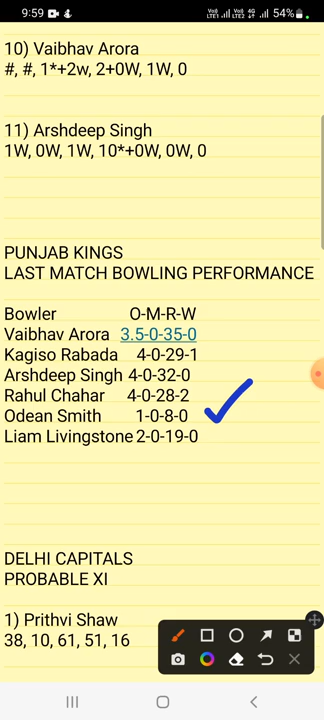 9:59 54%
10) Vaibhav Arora
#, #, 1*+2w, 2+0W, 1W, 0
11) Arshdeep Singh
1W, 0W, 1W, 10*+0W, 0W, 0
PUNJAB KINGS
LAST MATCH BOWLING PERFORMANCE
Bowler O-M-R-W
Vaibhav Arora 3.5-0-35-0
Kagiso Rabada 4-0-29-1
Arshdeep Singh 4-0-32-0
Rahul Chahar 4-0-28-2
Odean Smith 1-0-8-0
Liam Livingstone 2-0-19-0
DELHI CAPITALS
PROBABLE XI
1) Prithvi Shaw
38, 10, 61, 51, 16